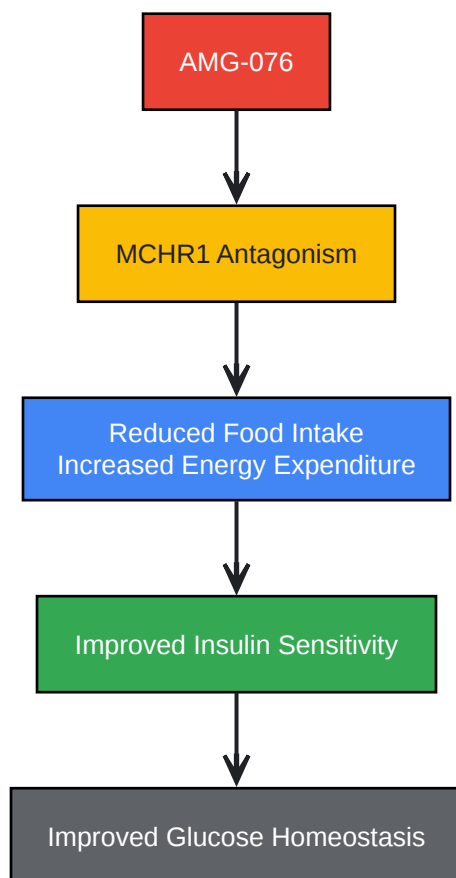 AMG-076
MCHR1 Antagonism
Reduced Food Intake
Increased Energy Expenditure
Improved Insulin Sensitivity
Improved Glucose Homeostasis